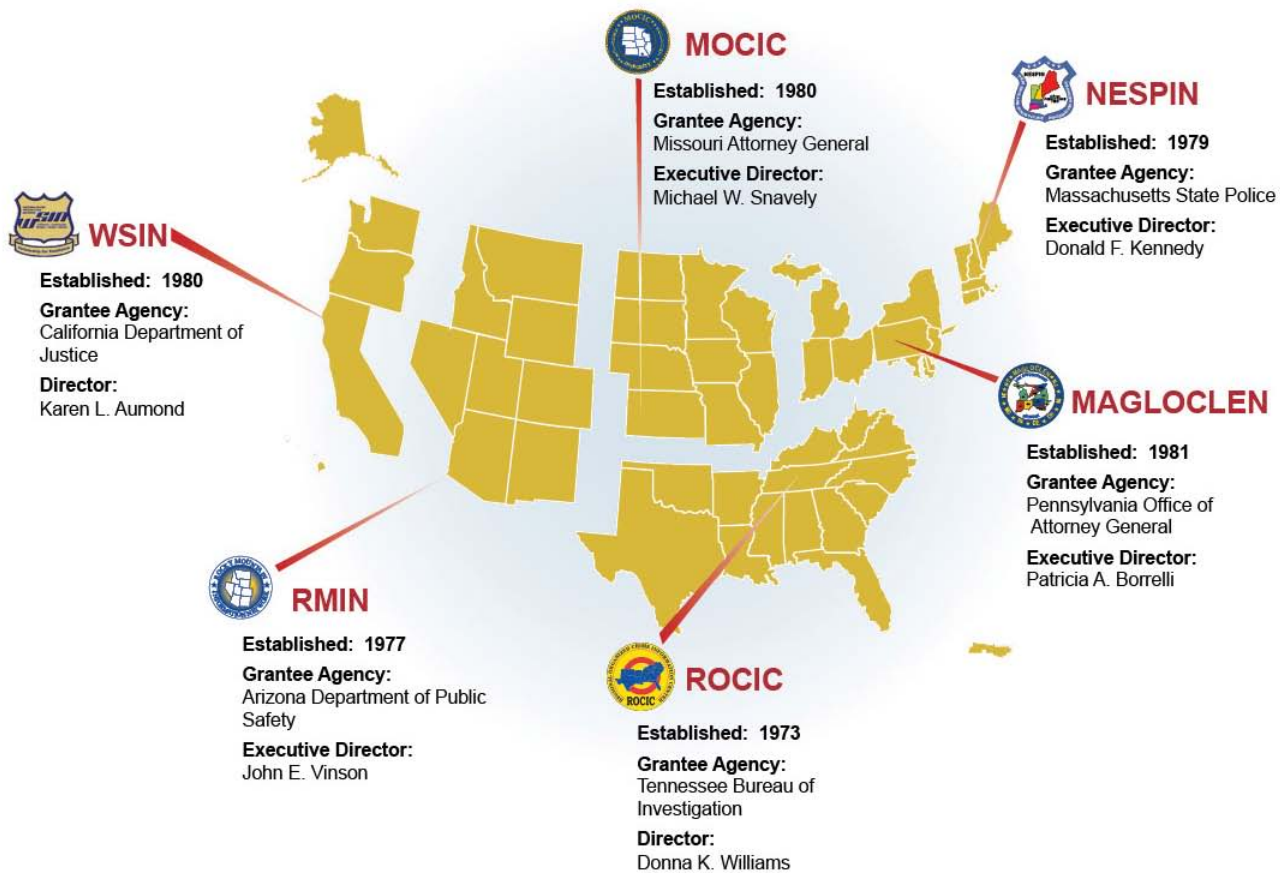 MOCIC
Established: 1980
Grantee Agency:
Missouri Attorney General
Executive Director:
Michael W. Snavely
NESPIN
Established: 1979
Grantee Agency:
Massachusetts State Police
Executive Director:
Donald F. Kennedy
WSIN
Established: 1980
Grantee Agency:
California Department of
Justice
Director:
Karen L. Aumond
MAGLOCLEN
Established: 1981
Grantee Agency:
Pennsylvania Office of
Attorney General
Executive Director:
Patricia A. Borrelli
RMIN
Established: 1977
Grantee Agency:
Arizona Department of Public
Safety
Executive Director:
John E. Vinson
ROCIC
ROCIC
Established: 1973
Grantee Agency:
Tennessee Bureau of
Investigation
Director:
Donna K. Williams